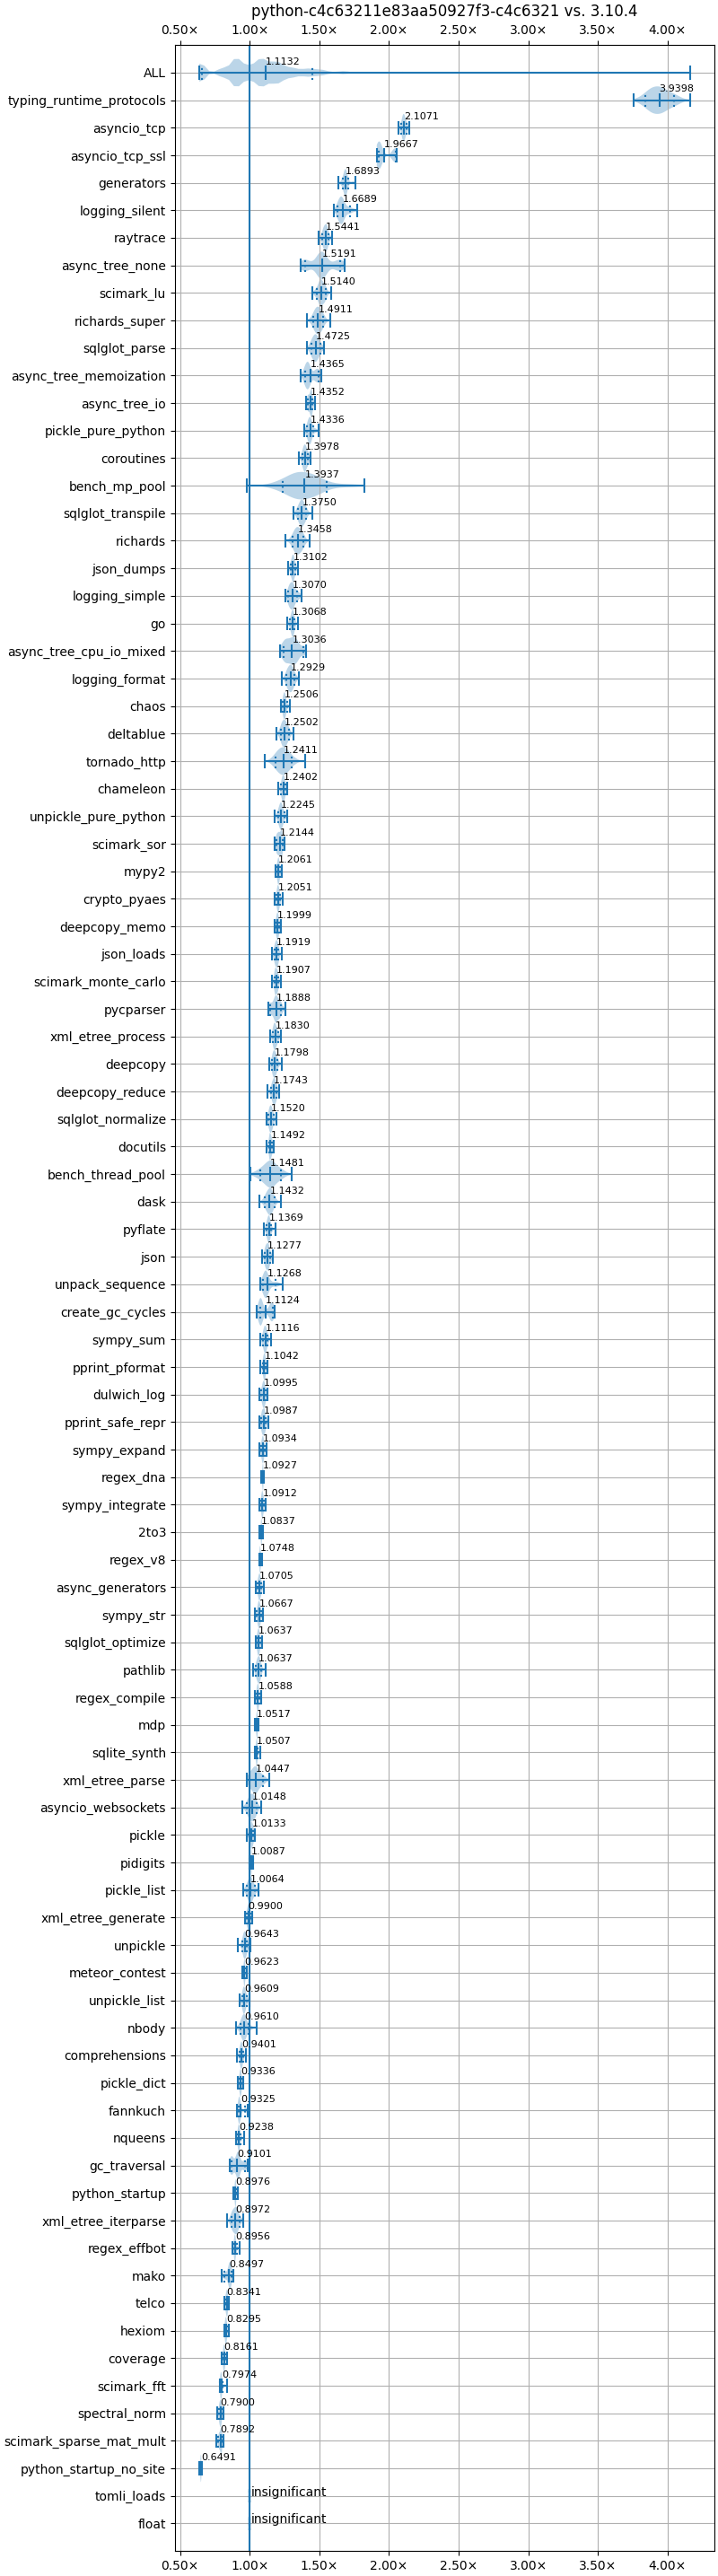 python-c4c63211e83aa50927f3-c4c6321 vs. 3.10.4
0.50× 1.00× 1.50× 2.00× 2.50× 3.00× 3.50× 4.00×
ALL 1.1132
typing_runtime_protocols 3.9398
asyncio_tcp 2.1071
asyncio_tcp_ssl 1.9667
generators 1.6893
logging_silent 1.6689
raytrace 1.5441
async_tree_none 1.5191
scimark_lu 1.5140
richards_super 1.4911
sqlglot_parse 1.4725
async_tree_memoization 1.4365
async_tree_io 1.4352
pickle_pure_python 1.4336
coroutines 1.3978
bench_mp_pool 1.3937
sqlglot_transpile 1.3750
richards 1.3458
json_dumps 1.3102
logging_simple 1.3070
go 1.3068
async_tree_cpu_io_mixed 1.3036
logging_format 1.2929
chaos 1.2506
deltablue 1.2502
tornado_http 1.2411
chameleon 1.2402
unpickle_pure_python 1.2245
scimark_sor 1.2144
mypy2 1.2061
crypto_pyaes 1.2051
deepcopy_memo 1.1999
json_loads 1.1919
scimark_monte_carlo 1.1907
pycparser 1.1888
xml_etree_process 1.1830
deepcopy 1.1798
deepcopy_reduce 1.1743
sqlglot_normalize 1.1520
docutils 1.1492
bench_thread_pool 1.1481
dask 1.1432
pyflate 1.1369
json 1.1277
unpack_sequence 1.1268
create_gc_cycles 1.1124
sympy_sum 1.1116
pprint_pformat 1.1042
dulwich_log 1.0995
pprint_safe_repr 1.0987
sympy_expand 1.0934
regex_dna 1.0927
sympy_integrate 1.0912
2to3 1.0837
regex_v8 1.0748
async_generators 1.0705
sympy_str 1.0667
sqlglot_optimize 1.0637
pathlib 1.0637
regex_compile 1.0588
mdp 1.0517
sqlite_synth 1.0507
xml_etree_parse 1.0447
asyncio_websockets 1.0148
pickle 1.0133
pidigits 1.0087
pickle_list 1.0064
xml_etree_generate 0.9900
unpickle 0.9643
meteor_contest 0.9623
unpickle_list 0.9609
nbody 0.9610
comprehensions 0.9401
pickle_dict 0.9336
fannkuch 0.9325
nqueens 0.9238
gc_traversal 0.9101
python_startup 0.8976
xml_etree_iterparse 0.8972
regex_effbot 0.8956
mako 0.8497
telco 0.8341
hexiom 0.8295
coverage 0.8161
scimark_fft 0.7974
spectral_norm 0.7900
scimark_sparse_mat_mult 0.7892
python_startup_no_site 0.6491
tomli_loads insignificant
float insignificant
0.50× 1.00× 1.50× 2.00× 2.50× 3.00× 3.50× 4.00×